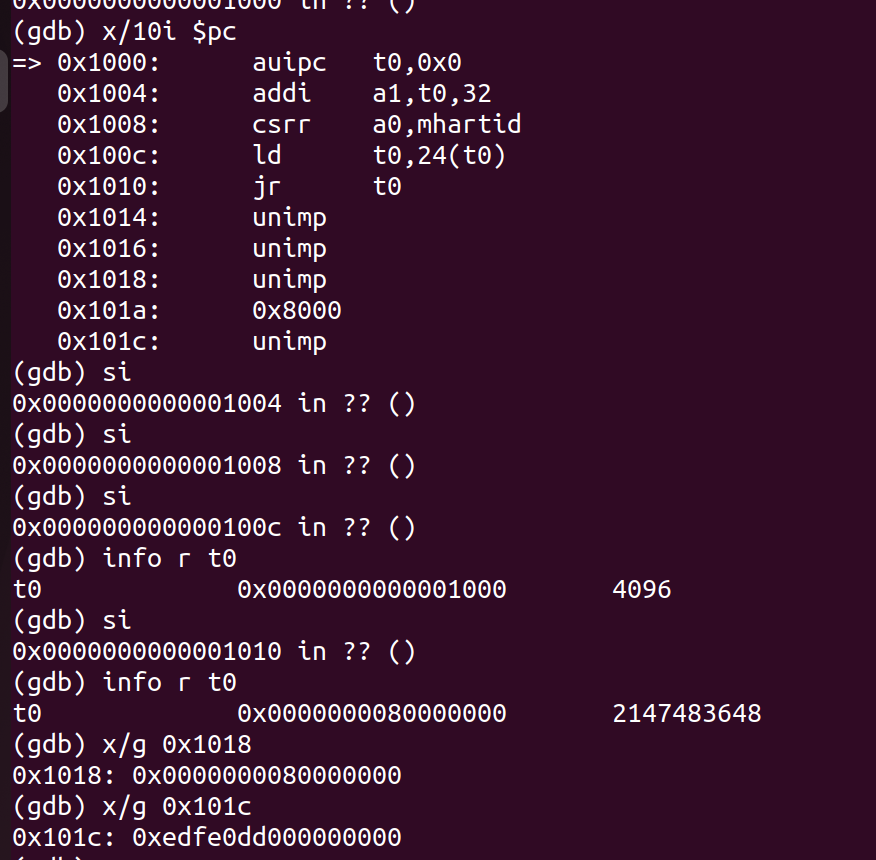 0x0000000000001000 in ?? ()
(gdb) x/10i $pc
=> 0x1000: auipc t0,0x0
0x1004: addi a1,t0,32
0x1008: csrr a0,mhartid
0x100c: ld t0,24(t0)
0x1010: jr t0
0x1014: unimp
0x1016: unimp
0x1018: unimp
0x101a: 0x8000
0x101c: unimp
(gdb) si
0x0000000000001004 in ?? ()
(gdb) si
0x0000000000001008 in ?? ()
(gdb) si
0x000000000000100c in ?? ()
(gdb) info r t0
t0 0x0000000000001000 4096
(gdb) si
0x0000000000001010 in ?? ()
(gdb) info r t0
t0 0x0000000080000000 2147483648
(gdb) x/g 0x1018
0x1018: 0x0000000080000000
(gdb) x/g 0x101c
0x101c: 0xedfe0dd000000000